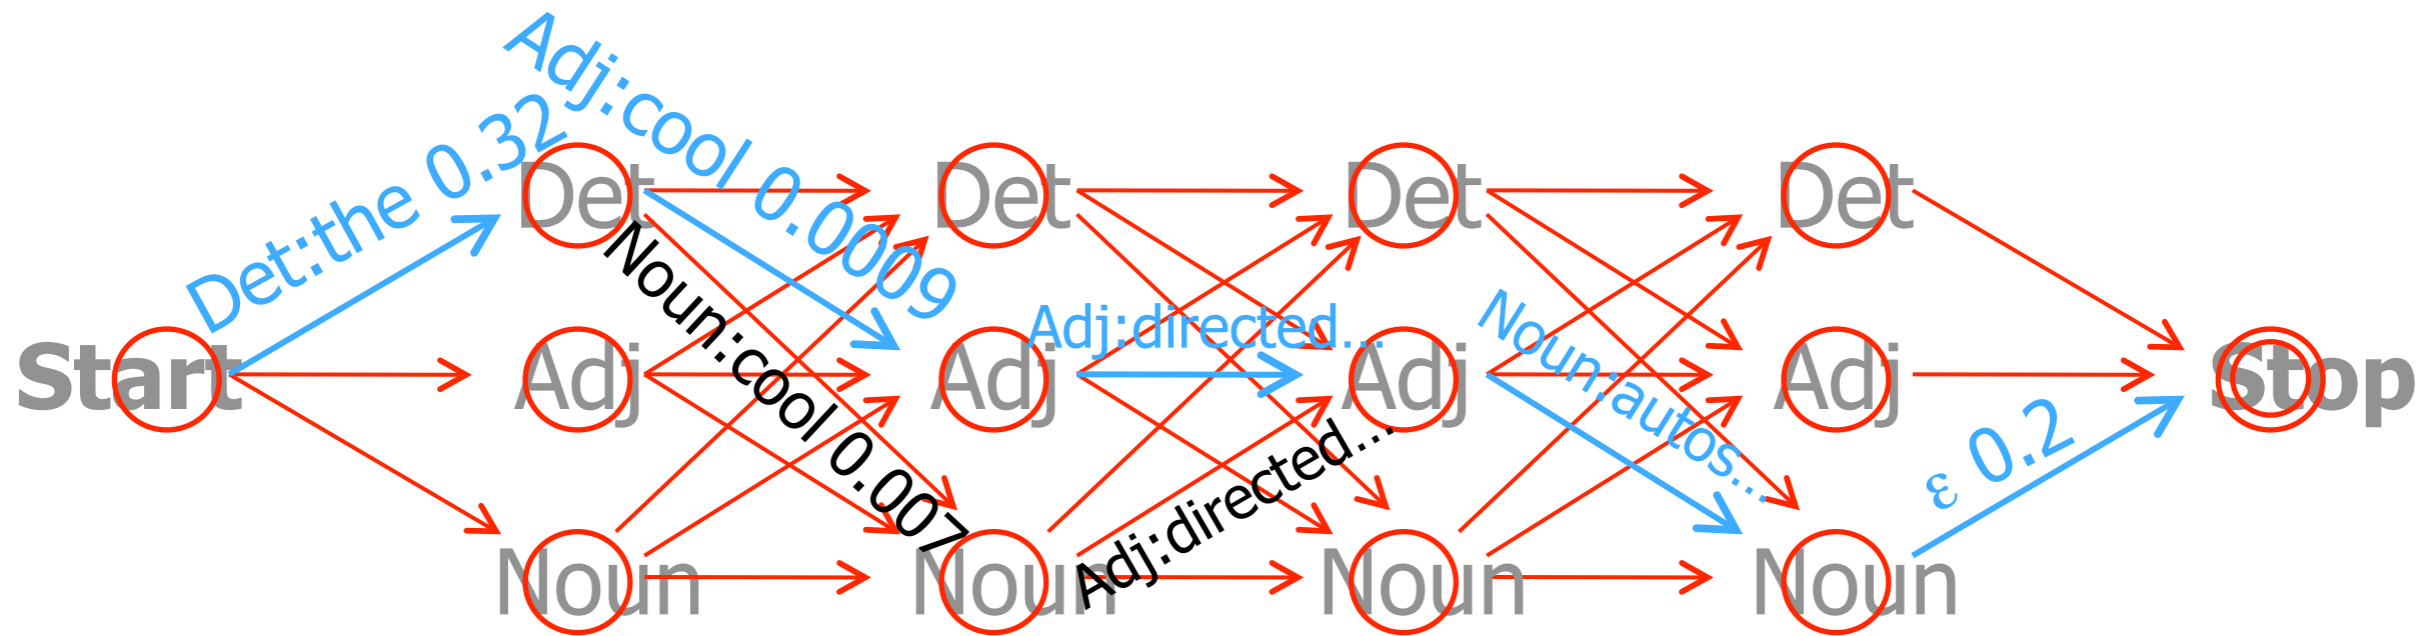 Adj:cool 0.0009
Det:the 0.32
Det Det Det Det
Noun:cool 0.007
Adj:directed...
Noun:autos...
Start Adj Adj Adj Adj Stop
Adj:directed...
ε 0.2
Noun Noun Noun Noun